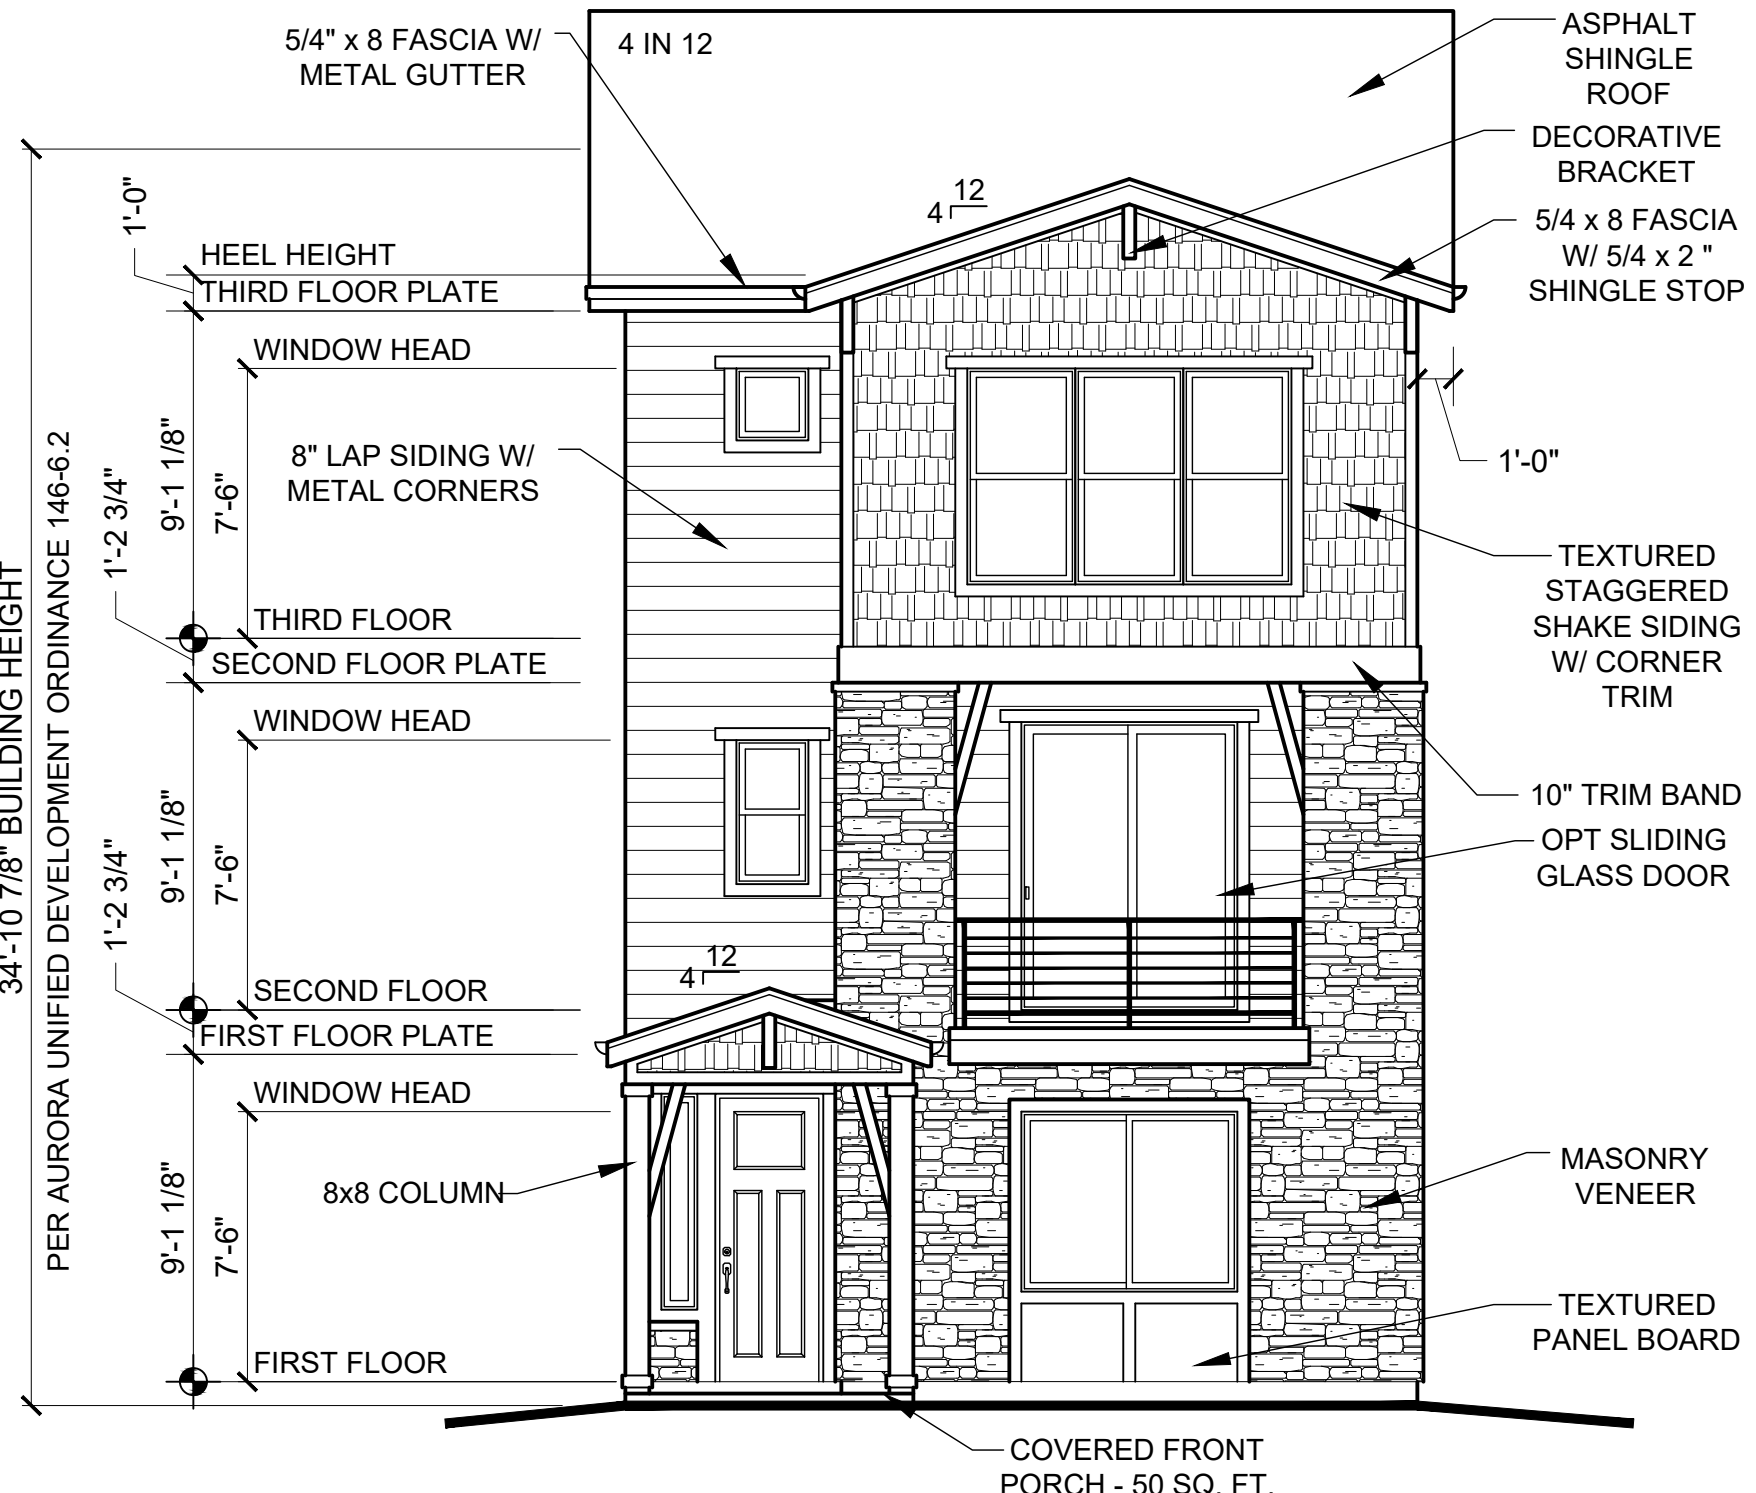 5/4" x 8 FASCIA W/
METAL GUTTER
4 IN 12
ASPHALT
SHINGLE
ROOF
DECORATIVE
BRACKET
5/4 x 8 FASCIA
W/ 5/4 x 2 "
SHINGLE STOP
12
4
1'-0"
HEEL HEIGHT
THIRD FLOOR PLATE
WINDOW HEAD
9'-1 1/8"
7'-6"
8" LAP SIDING W/
METAL CORNERS
1'-0"
1'-2 3/4"
THIRD FLOOR
SECOND FLOOR PLATE
TEXTURED
STAGGERED
SHAKE SIDING
W/ CORNER
TRIM
34'-10 7/8" BUILDING HEIGHT
PER AURORA UNIFIED DEVELOPMENT ORDINANCE 146-6.2
WINDOW HEAD
9'-1 1/8"
7'-6"
10" TRIM BAND
OPT SLIDING
GLASS DOOR
1'-2 3/4"
12
4
SECOND FLOOR
FIRST FLOOR PLATE
WINDOW HEAD
9'-1 1/8"
7'-6"
8x8 COLUMN
MASONRY
VENEER
TEXTURED
PANEL BOARD
FIRST FLOOR
COVERED FRONT
PORCH - 50 SQ. FT.